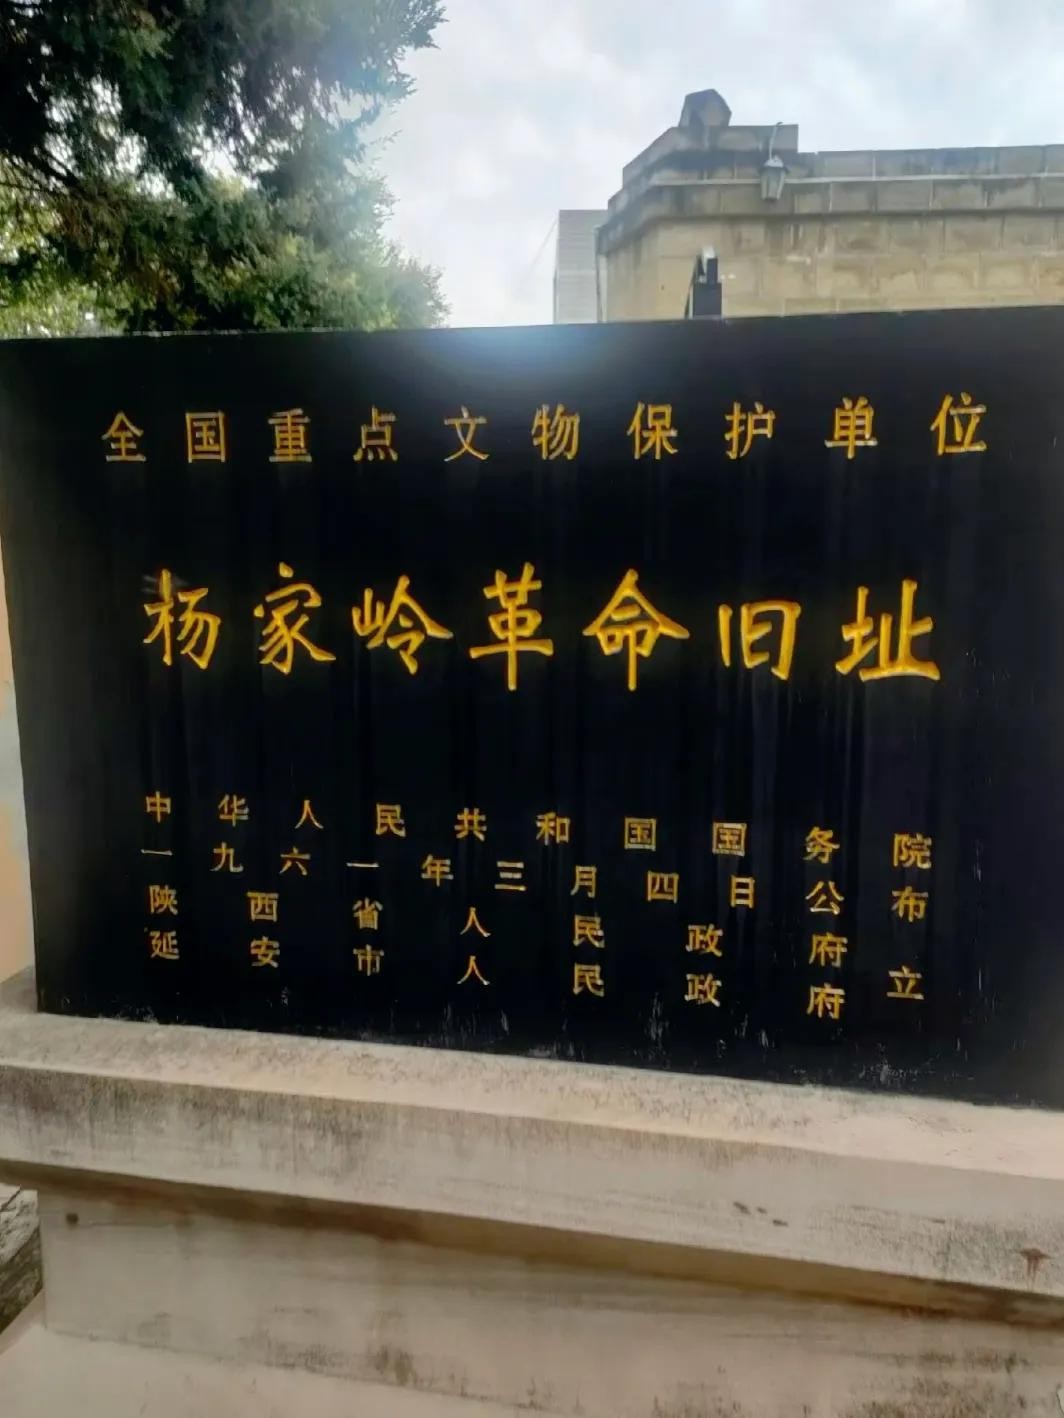 全国重点文物保护单位
杨家岭革命旧址
中华人民共和国国务院
一九六一年三月四日公布
陕西省人民政府
延安市人民政府立